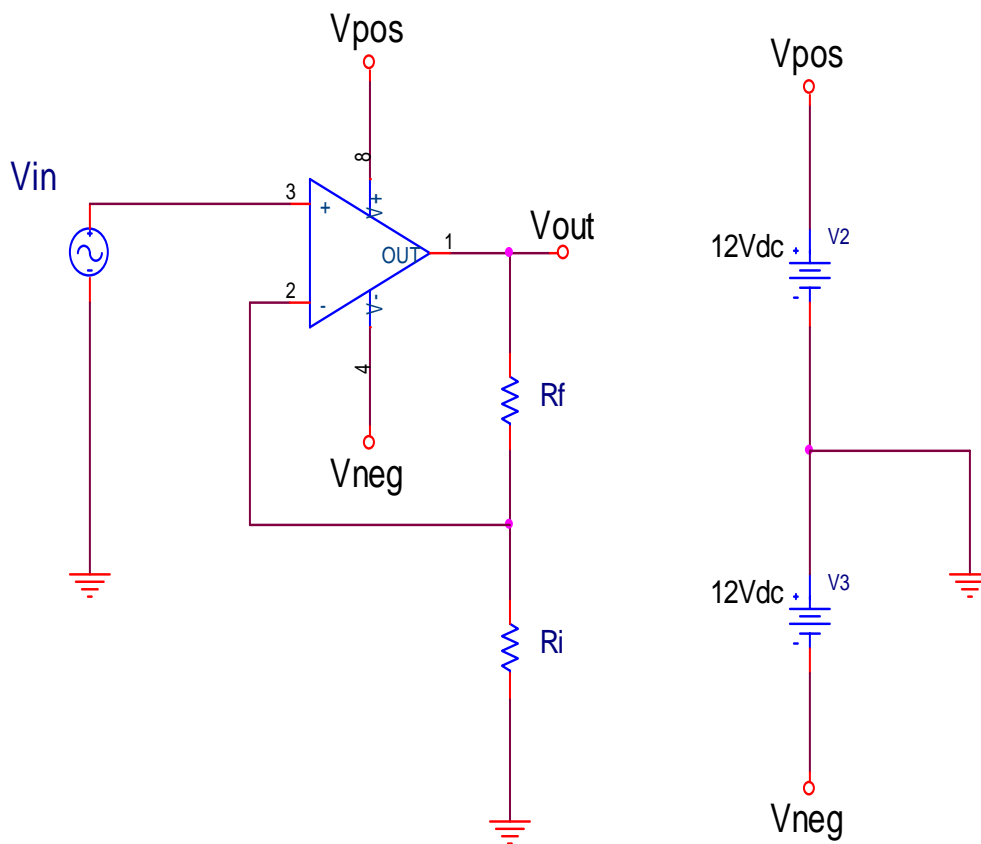 Vpos
Vpos
Vin
8
V+
3
+
OUT
1
Vout
2
-
V-
4
Vneg
Rf
Ri
12Vdc
+
V2
-
12Vdc
+
V3
-
Vneg
+
-